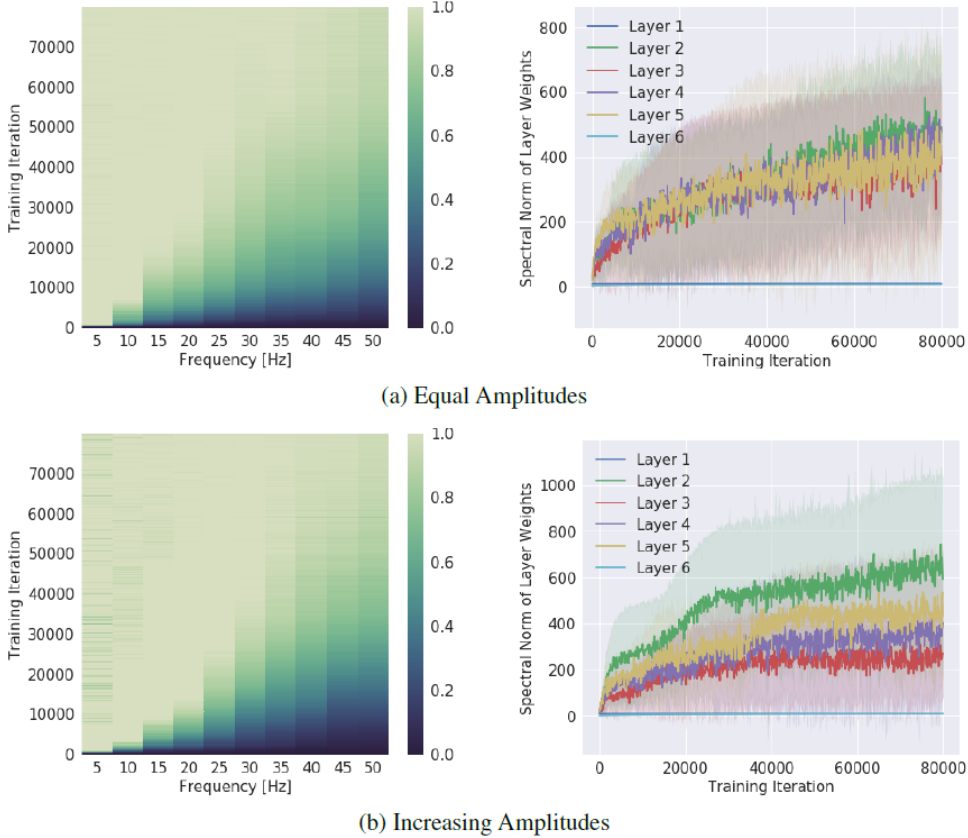 1.0
0.8
0.6
0.4
0.2
0.0
70000
60000
50000
40000
30000
20000
10000
0
Training Iteration
5 10 15 20 25 30 35 40 45 50
Frequency [Hz]
800
600
400
200
0
Spectral Norm of Layer Weights
Layer 1
Layer 2
Layer 3
Layer 4
Layer 5
Layer 6
0 20000 40000 60000 80000
Training Iteration
(a) Equal Amplitudes
1.0
0.8
0.6
0.4
0.2
0.0
70000
60000
50000
40000
30000
20000
10000
0
Training Iteration
5 10 15 20 25 30 35 40 45 50
Frequency [Hz]
1000
800
600
400
200
0
Spectral Norm of Layer Weights
Layer 1
Layer 2
Layer 3
Layer 4
Layer 5
Layer 6
0 20000 40000 60000 80000
Training Iteration
(b) Increasing Amplitudes